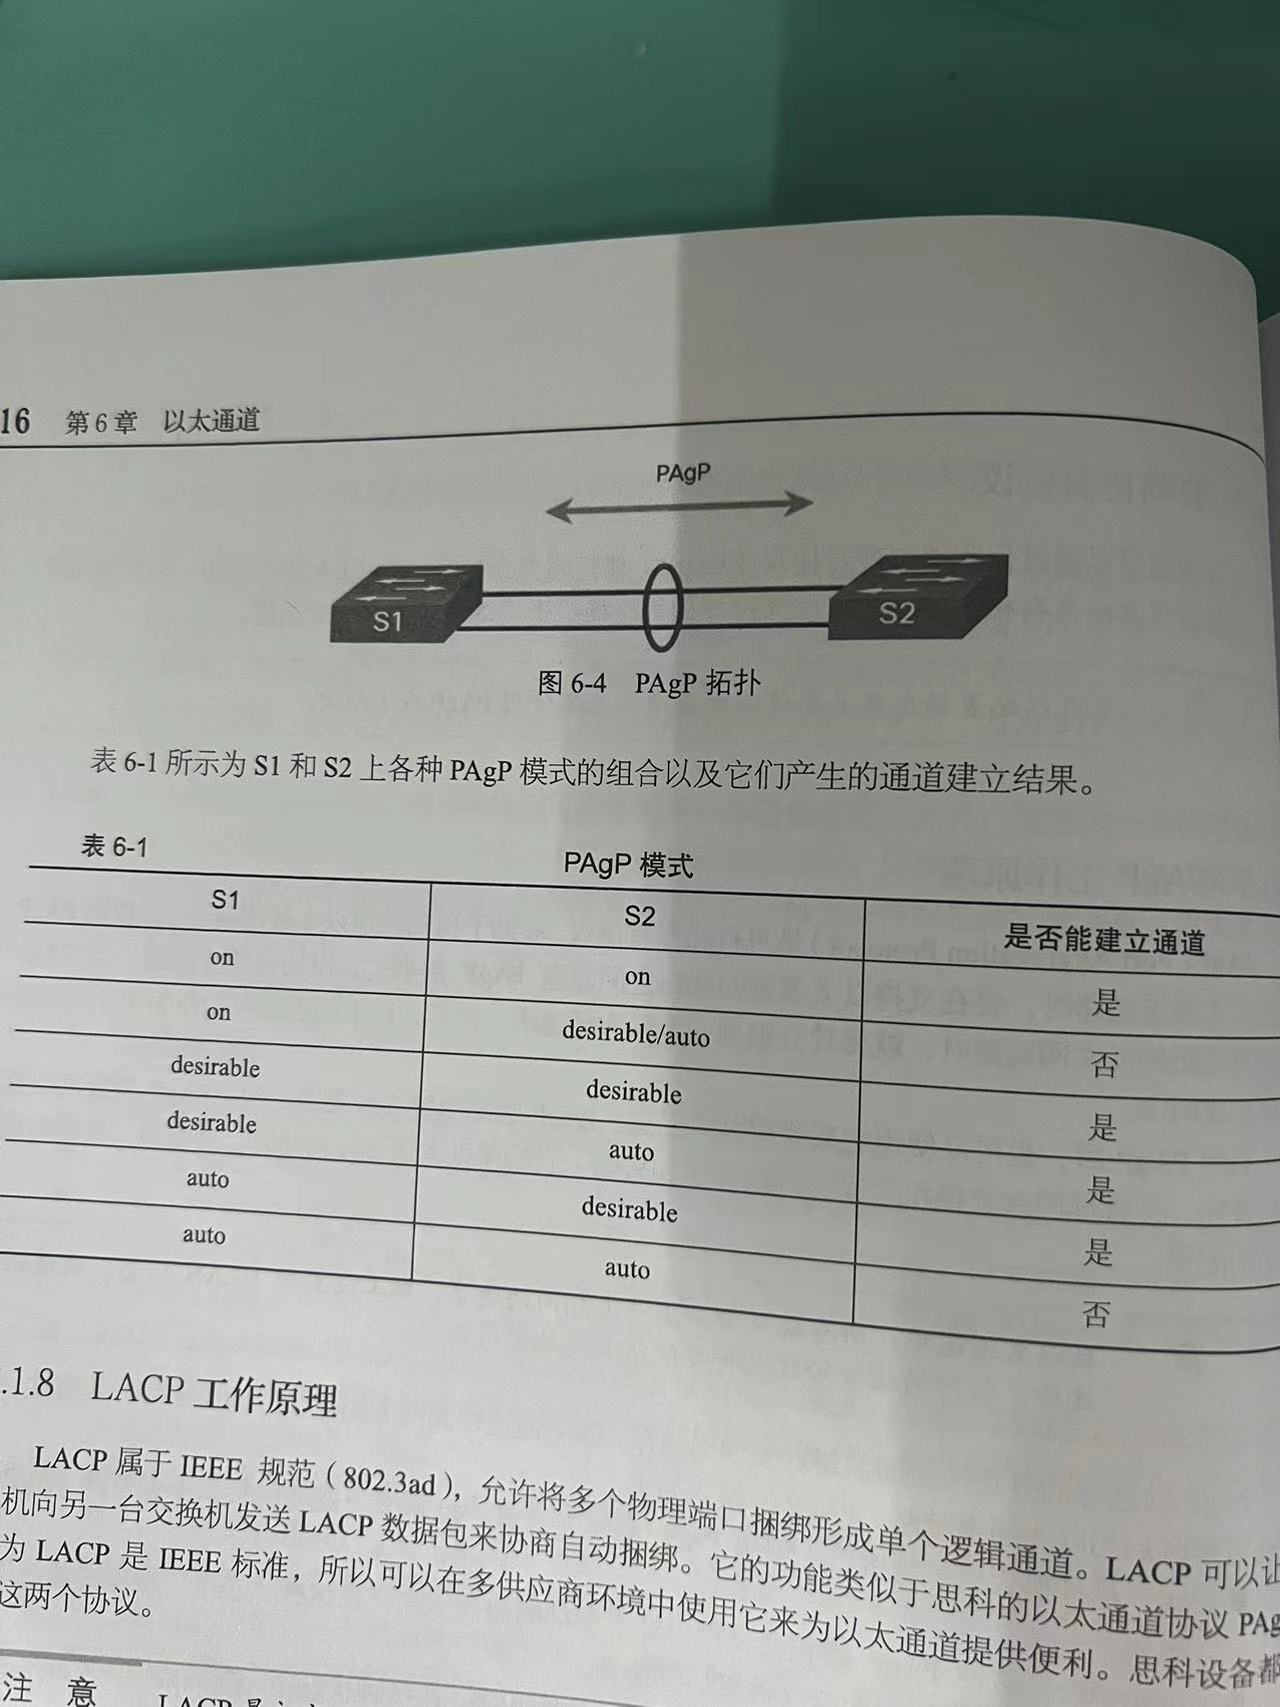 16 第6章 以太通道
PAgP
S1 S2
图 6-4 PAgP 拓扑
表 6-1 所示为 S1 和 S2 上各种 PAgP 模式的组合以及它们产生的通道建立结果。
表 6-1 PAgP 模式
S1 S2 是否能建立通道
on on 是
on desirable/auto 否
desirable desirable 是
desirable auto 是
auto desirable 是
auto auto 否
.1.8 LACP 工作原理
LACP 属于 IEEE 规范（802.3ad），允许将多个物理端口捆绑形成单个逻辑通道。LACP 可以让
机向另一台交换机发送 LACP 数据包来协商自动捆绑。它的功能类似于思科的以太通道协议 PAg
为 LACP 是 IEEE 标准，所以可以在多供应商环境中使用它来为以太通道提供便利。思科设备都
这两个协议。
注 意 LACP